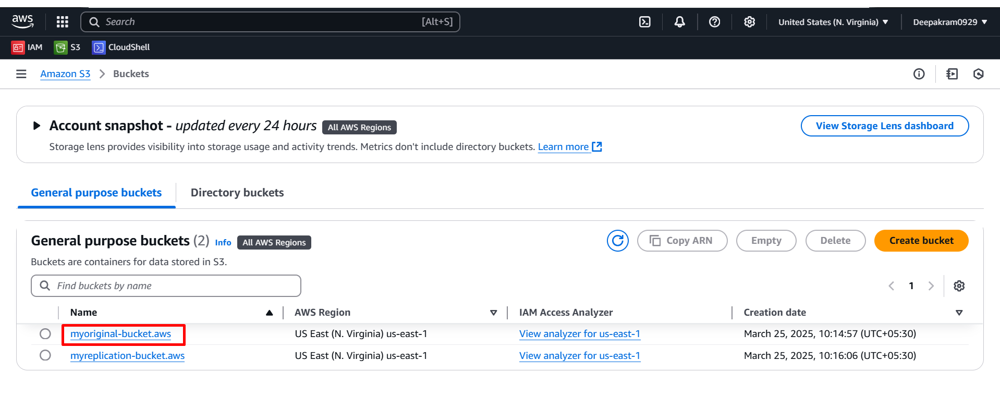 aws Search [Alt+S] United States (N. Virginia) Deepakram0929
IAM S3 CloudShell
Amazon S3 Buckets
Account snapshot - updated every 24 hours All AWS Regions View Storage Lens dashboard
Storage lens provides visibility into storage usage and activity trends. Metrics don't include directory buckets. Learn more
General purpose buckets Directory buckets
General purpose buckets (2) Info All AWS Regions Copy ARN Empty Delete Create bucket
Buckets are containers for data stored in S3.
Find buckets by name 1
Name AWS Region IAM Access Analyzer Creation date
myoriginal-bucket.aws US East (N. Virginia) us-east-1 View analyzer for us-east-1 March 25, 2025, 10:14:57 (UTC+05:30)
myreplication-bucket.aws US East (N. Virginia) us-east-1 View analyzer for us-east-1 March 25, 2025, 10:16:06 (UTC+05:30)